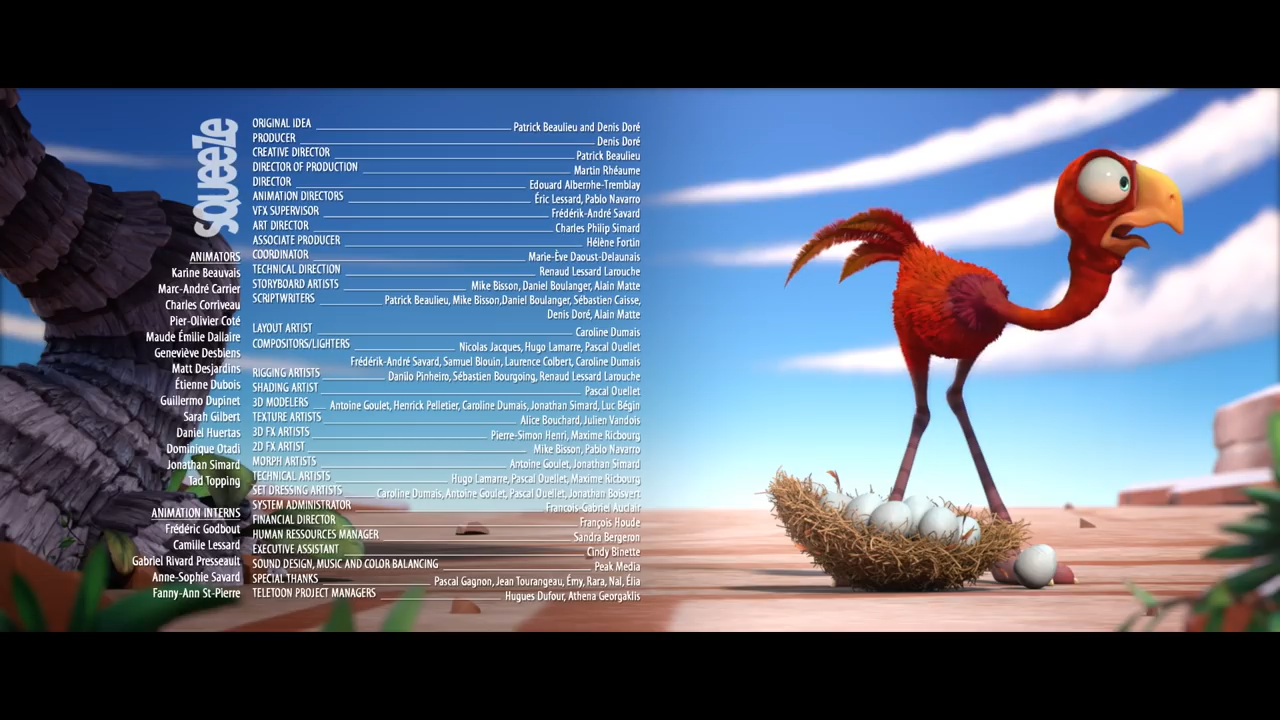 squeeze
ANIMATORS
Karine Beauvais
Marc-André Carrier
Charles Corriveau
Pier-Olivier Coté
Maude Émilie Dallaire
Geneviève Desbiens
Matt Desjardins
Étienne Dubois
Guillermo Dupinet
Sarah Gilbert
Daniel Huertas
Dominique Otadi
Jonathan Simard
Tad Topping
ANIMATION INTERNS
Frédéric Godbout
Camille Lessard
Gabriel Rivard Presseault
Anne-Sophie Savard
Fanny-Ann St-Pierre
ORIGINAL IDEA Patrick Beaulieu and Denis Doré
PRODUCER Denis Doré
CREATIVE DIRECTOR Patrick Beaulieu
DIRECTOR OF PRODUCTION Martin Rhéaume
DIRECTOR Edouard Albernhe-Tremblay
ANIMATION DIRECTORS Éric Lessard, Pablo Navarro
VFX SUPERVISOR Frédérik-André Savard
ART DIRECTOR Charles Philip Simard
ASSOCIATE PRODUCER Hélène Fortin
COORDINATOR Marie-Ève Daoust-Delaunais
TECHNICAL DIRECTION Renaud Lessard Larouche
STORYBOARD ARTISTS Mike Bisson, Daniel Boulanger, Alain Matte
SCRIPTWRITERS Patrick Beaulieu, Mike Bisson,Daniel Boulanger, Sébastien Caisse,
Denis Doré, Alain Matte
LAYOUT ARTIST Caroline Dumais
COMPOSITORS/LIGHTERS Nicolas Jacques, Hugo Lamarre, Pascal Ouellet
Frédérik-André Savard, Samuel Blouin, Laurence Colbert, Caroline Dumais
RIGGING ARTISTS Danilo Pinheiro, Sébastien Bourgoing, Renaud Lessard Larouche
SHADING ARTIST Pascal Ouellet
3D MODELERS Antoine Goulet, Henrick Pelletier, Caroline Dumais, Jonathan Simard, Luc Bégin
TEXTURE ARTISTS Alice Bouchard, Julien Vandois
3D FX ARTISTS Pierre-Simon Henri, Maxime Ricbourg
2D FX ARTIST Mike Bisson, Pablo Navarro
MORPH ARTISTS Antoine Goulet, Jonathan Simard
TECHNICAL ARTISTS Hugo Lamarre, Pascal Ouellet, Maxime Ricbourg
SET DRESSING ARTISTS Caroline Dumais, Antoine Goulet, Pascal Ouellet, Jonathan Boisvert
SYSTEM ADMINISTRATOR Francois-Gabriel Auclair
FINANCIAL DIRECTOR François Houde
HUMAN RESSOURCES MANAGER Sandra Bergeron
EXECUTIVE ASSISTANT Cindy Binette
SOUND DESIGN, MUSIC AND COLOR BALANCING Peak Media
SPECIAL THANKS Pascal Gagnon, Jean Tourangeau, Émy, Rara, Nal, Élia
TELETOON PROJECT MANAGERS Hugues Dufour, Athena Georgaklis